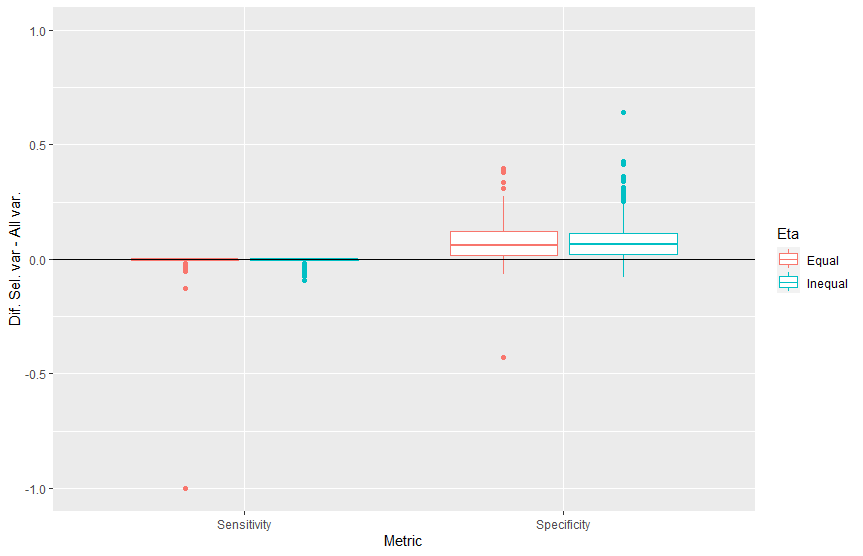 1.0
0.5
0.0
-0.5
-1.0
Dif. Sel. var - All var.
Sensitivity
Specificity
Metric
Eta
Equal
Inequal